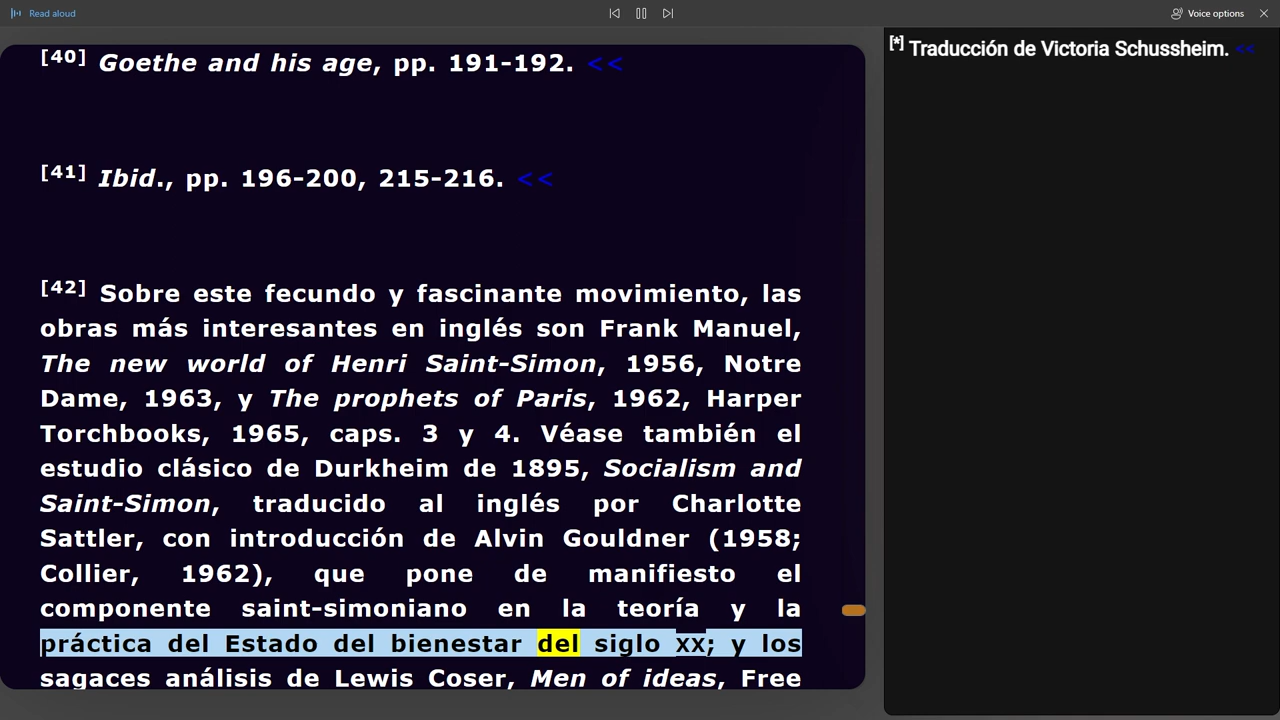 Read aloud
Voice options
[40] Goethe and his age, pp. 191-192. <<
[41] Ibid., pp. 196-200, 215-216. <<
[42] Sobre este fecundo y fascinante movimiento, las
obras más interesantes en inglés son Frank Manuel,
The new world of Henri Saint-Simon, 1956, Notre
Dame, 1963, y The prophets of Paris, 1962, Harper
Torchbooks, 1965, caps. 3 y 4. Véase también el
estudio clásico de Durkheim de 1895, Socialism and
Saint-Simon, traducido al inglés por Charlotte
Sattler, con introducción de Alvin Gouldner (1958;
Collier, 1962), que pone de manifiesto el
componente saint-simoniano en la teoría y la
práctica del Estado del bienestar del siglo XX; y los
sagaces análisis de Lewis Coser, Men of ideas, Free
[*] Traducción de Victoria Schussheim. <<